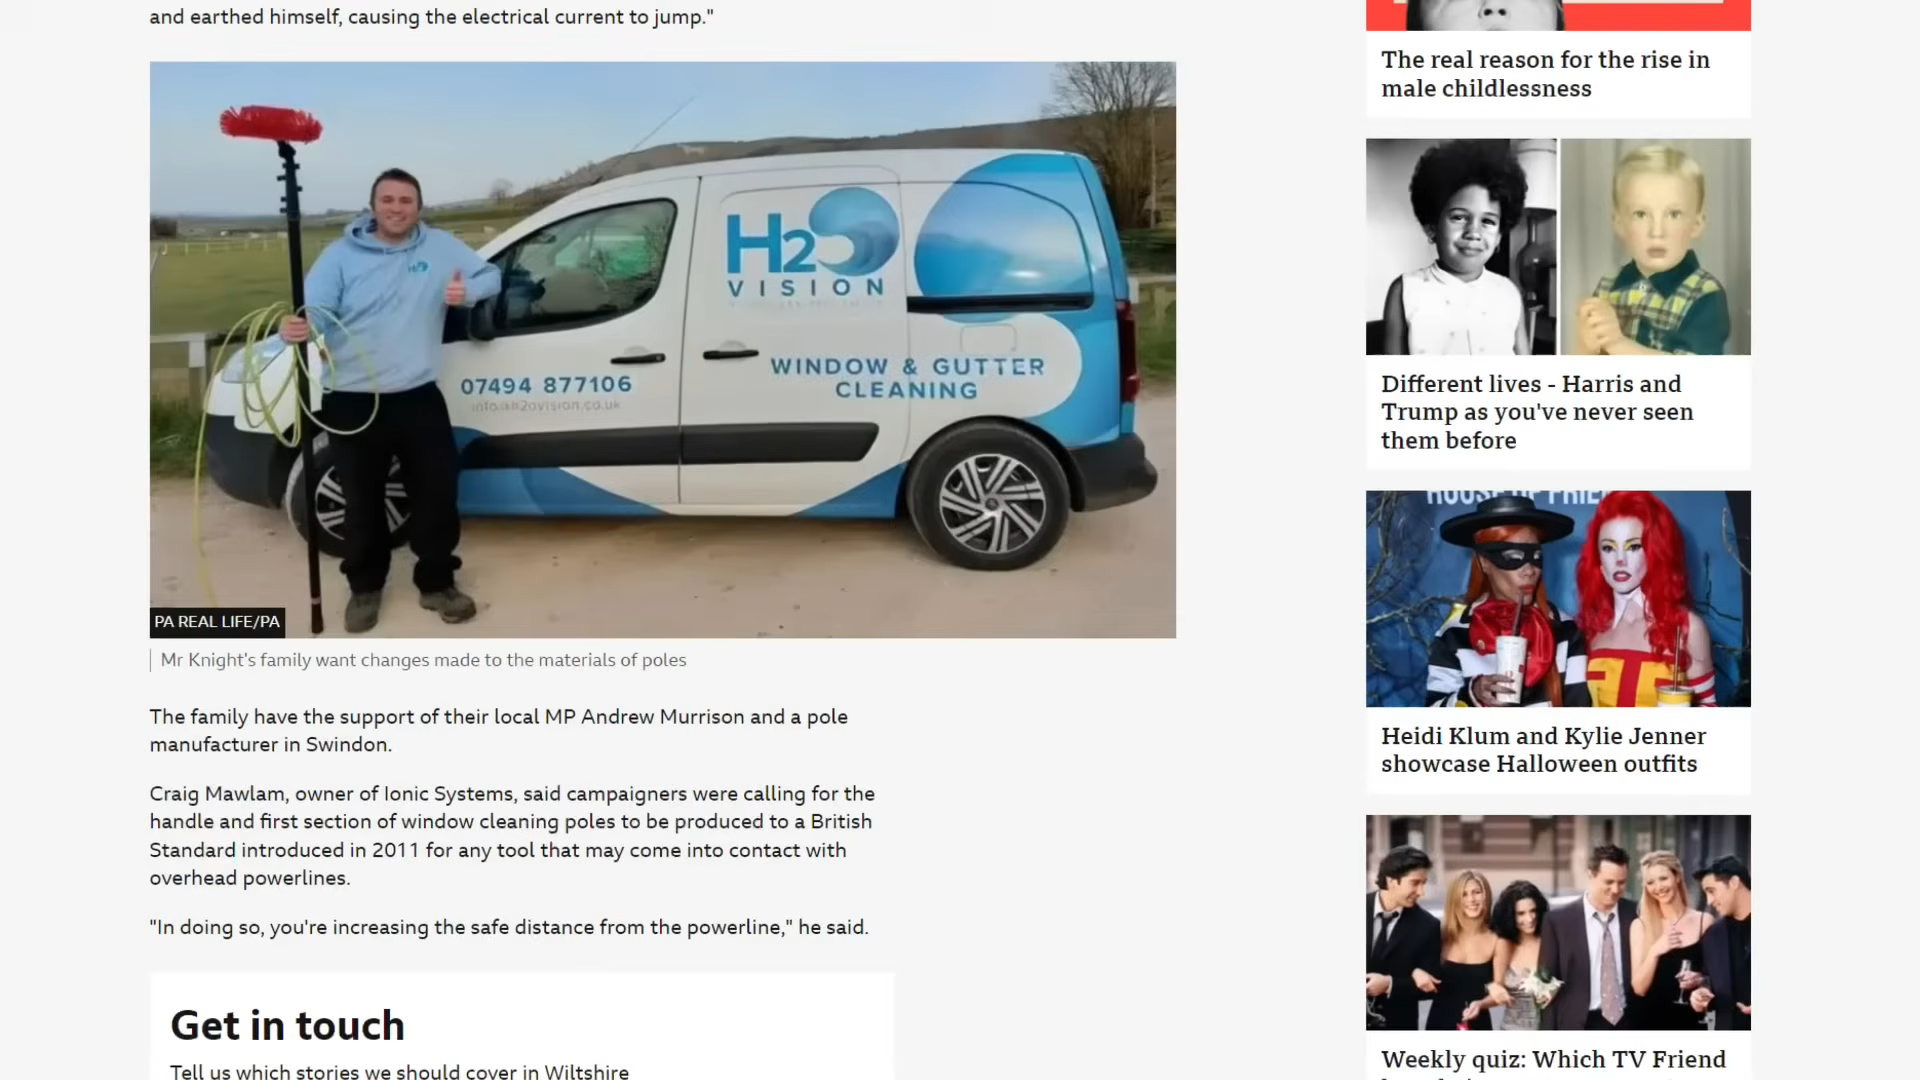 and earthed himself, causing the electrical current to jump."
H2O
VISION
WINDOW & GUTTER
CLEANING
07494 877106
info@h2ovision.co.uk
PA REAL LIFE/PA
Mr Knight's family want changes made to the materials of poles
The family have the support of their local MP Andrew Murrison and a pole
manufacturer in Swindon.
Craig Mawlam, owner of Ionic Systems, said campaigners were calling for the
handle and first section of window cleaning poles to be produced to a British
Standard introduced in 2011 for any tool that may come into contact with
overhead powerlines.
"In doing so, you're increasing the safe distance from the powerline," he said.
Get in touch
Tell us which stories we should cover in Wiltshire
The real reason for the rise in
male childlessness
Different lives - Harris and
Trump as you've never seen
them before
Heidi Klum and Kylie Jenner
showcase Halloween outfits
Weekly quiz: Which TV Friend